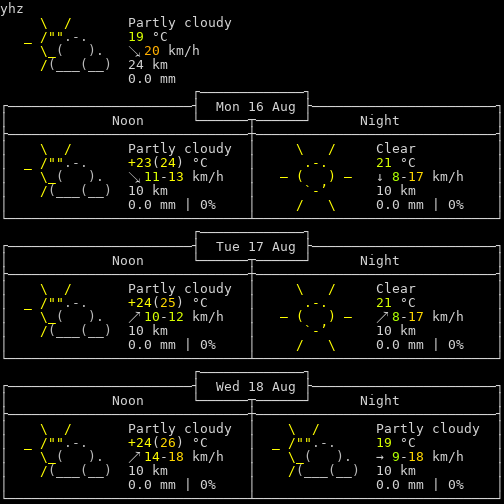 yhz
Partly cloudy
19 °C
↘ 20 km/h
24 km
0.0 mm
Mon 16 Aug
Noon Night
Partly cloudy Clear
+23(24) °C 21 °C
↘ 11-13 km/h ↓ 8-17 km/h
10 km 10 km
0.0 mm | 0% 0.0 mm | 0%
Tue 17 Aug
Noon Night
Partly cloudy Clear
+24(25) °C 21 °C
↗ 10-12 km/h ↗ 8-17 km/h
10 km 10 km
0.0 mm | 0% 0.0 mm | 0%
Wed 18 Aug
Noon Night
Partly cloudy Partly cloudy
+24(26) °C 19 °C
↗ 14-18 km/h → 9-18 km/h
10 km 10 km
0.0 mm | 0% 0.0 mm | 0%